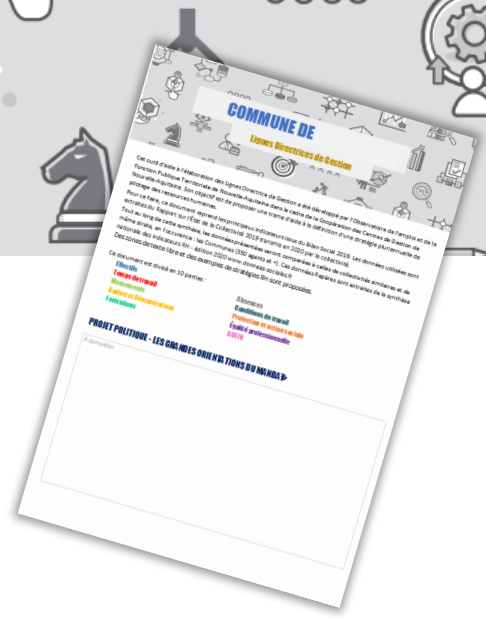 COMMUNE DE
Lignes Directrices de Gestion
Cet outil d'aide à l'élaboration des Lignes Directrice de Gestion a été développé par l'Observatoire de l'emploi et de la
Fonction Publique Territoriale de Nouvelle-Aquitaine dans le cadre de la Coopération des Centres de Gestion de
Nouvelle-Aquitaine. Son objectif est de proposer une trame d'aide à la définition d'une stratégie pluriannuelle de
pilotage des ressources humaines.
Pour ce faire, ce document reprend les principaux indicateurs issus du Bilan Social 2019. Les données utilisées sont
extraites du Rapport sur l'État de la Collectivité 2019 transmis en 2020 par la collectivité.
Tout au long de cette synthèse, les données présentées seront comparées à celles de collectivités similaires et de
même strate, en l'occurence : les Communes (350 agents et +). Ces données repères sont extraites de la synthèse
nationale des indicateurs RH - édition 2020 www.donnees-sociales.fr
Des zones de texte libre et des exemples de stratégies RH sont proposées.
Ce document est divisé en 10 parties :
Effectifs
Temps de travail
Mouvements
Budget et Rémunérations
Formations
Absences
Conditions de travail
Protection et action sociale
Égalité professionnelle
BOETH
PROJET POLITIQUE - LES GRANDES ORIENTATIONS DU MANDAT
A compléter